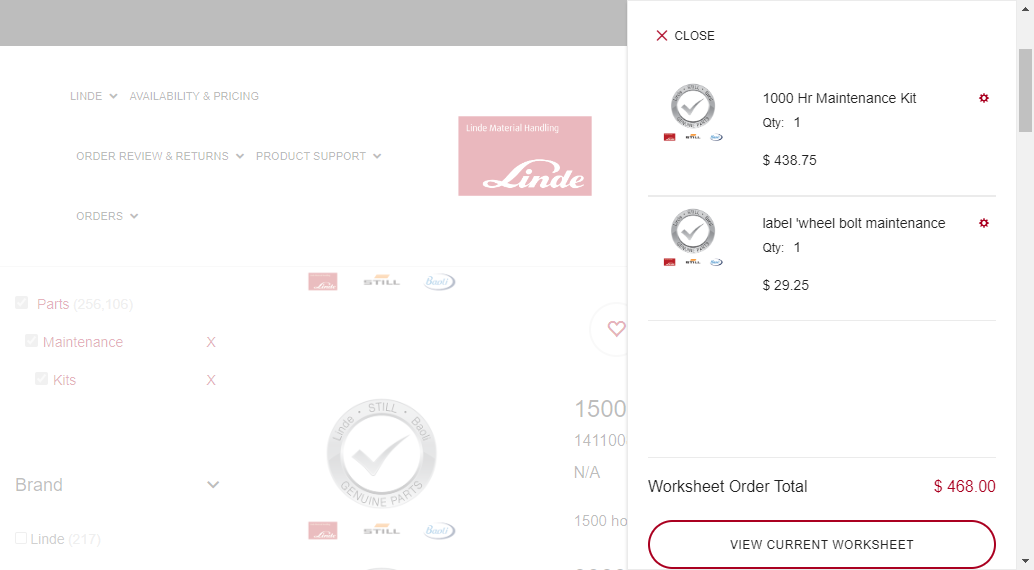 LINDE
AVAILABILITY & PRICING
ORDER REVIEW & RETURNS
PRODUCT SUPPORT
ORDERS
Linde Material Handling
Linde
Linde STILL Baoli
Parts (256,106)
Maintenance X
Kits X
Brand
Linde (217)
Linde · STILL · Baoli
GENUINE PARTS
Linde STILL Baoli
1500
141100
N/A
1500 ho
X CLOSE
1000 Hr Maintenance Kit
Qty: 1
$ 438.75
label 'wheel bolt maintenance
Qty: 1
$ 29.25
Worksheet Order Total $ 468.00
VIEW CURRENT WORKSHEET